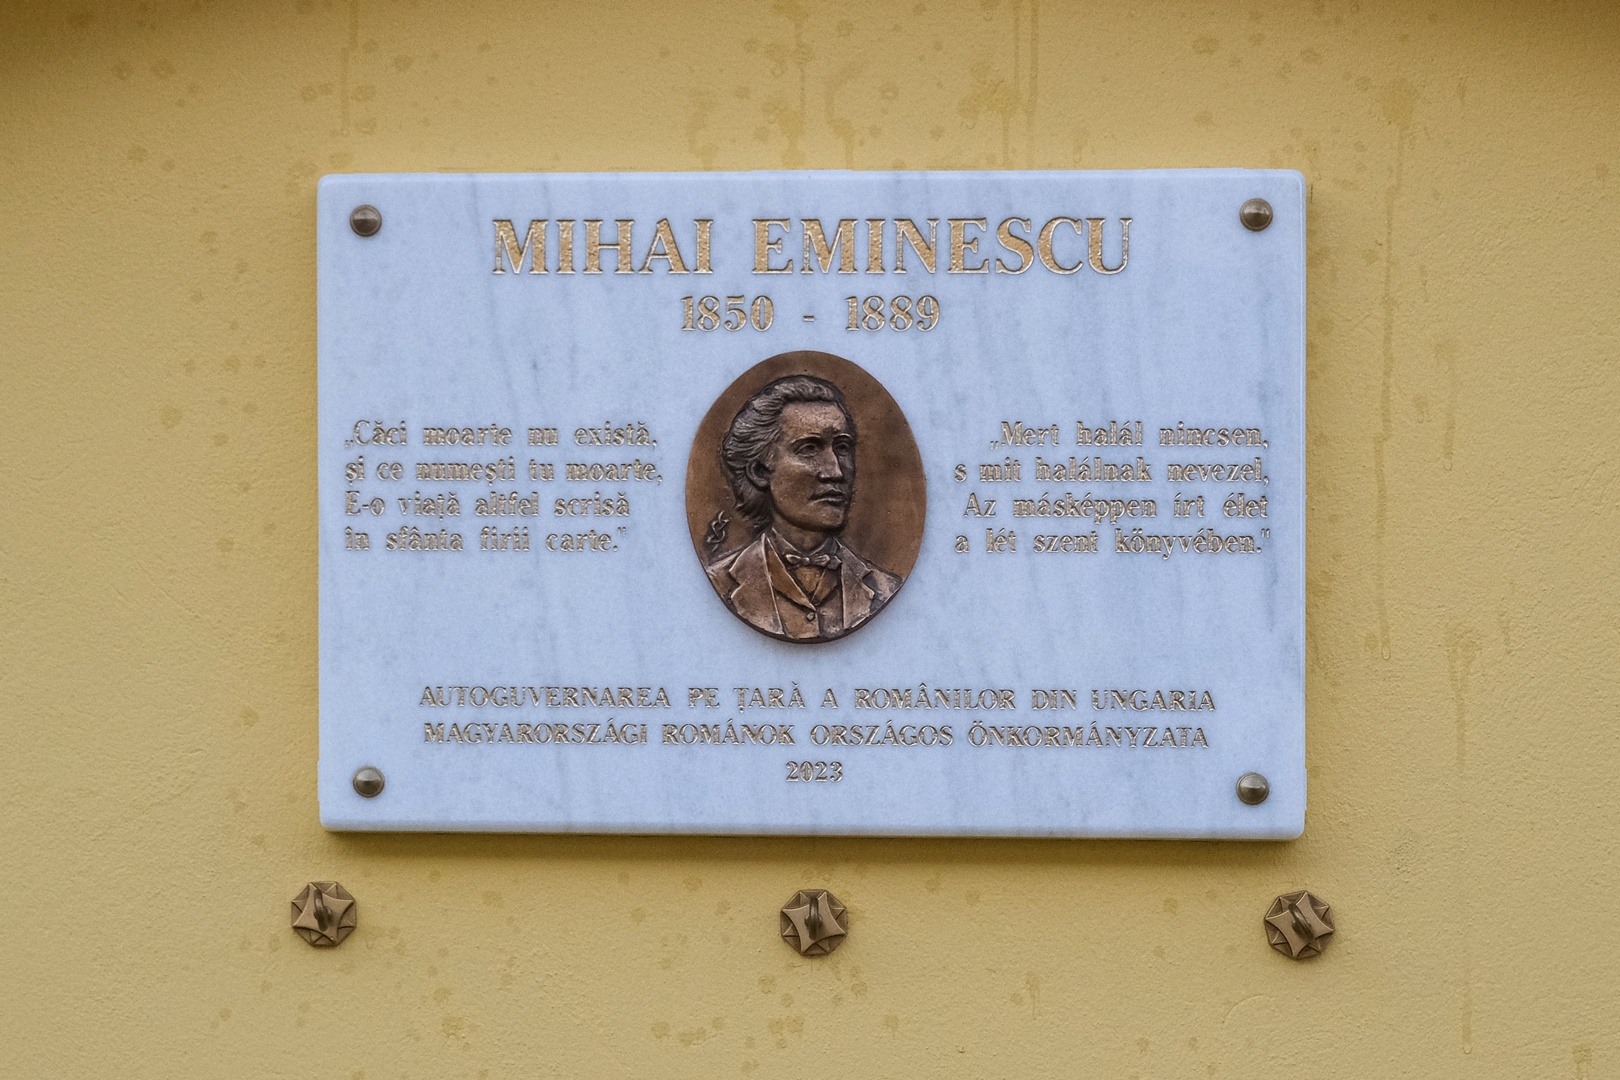 MIHAI EMINESCU
1850 - 1889
„Căci moarte nu există,
și ce numești tu moarte,
E-o viață altfel scrisă
în sfânta firii carte."
„Mert halál nincsen,
s mit halálnak nevezel,
Az másképpen írt élet
a lét szent könyvében."
AUTOGUVERNAREA PE ȚARĂ A ROMÂNILOR DIN UNGARIA
MAGYARORSZÁGI ROMÁNOK ORSZÁGOS ÖNKORMÁNYZATA
2023